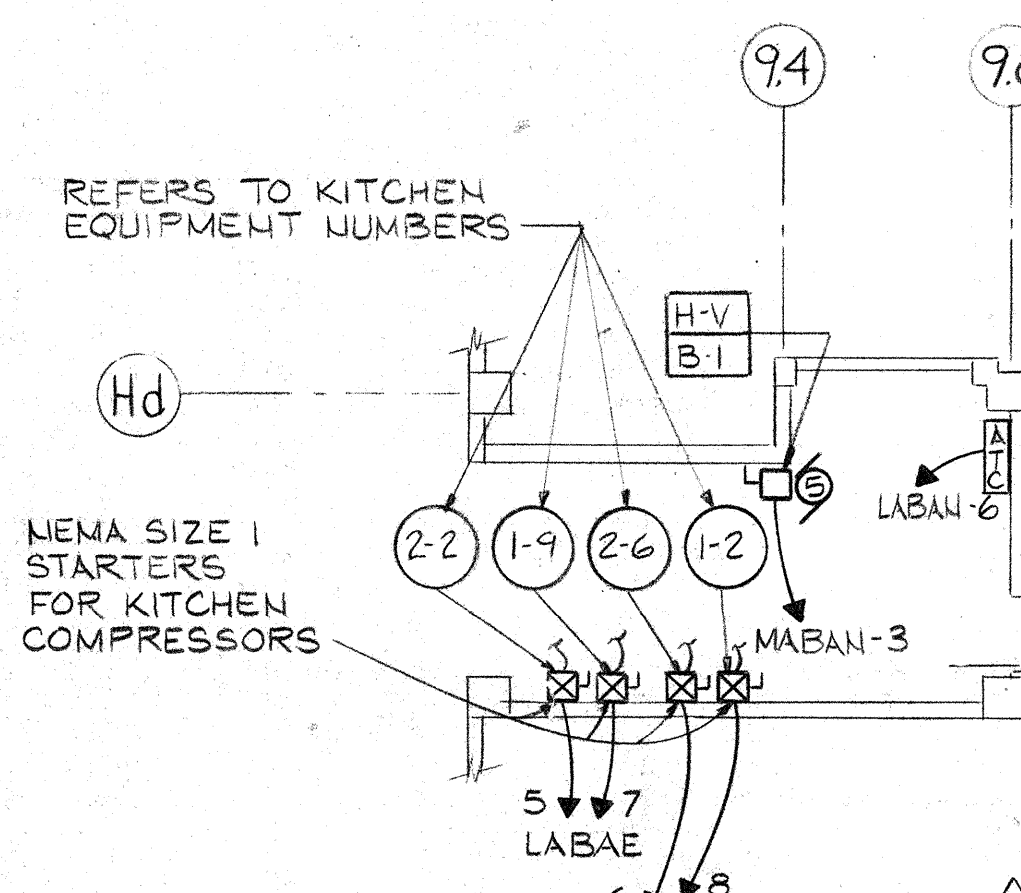 9.4
9.
REFERS TO KITCHEN
EQUIPMENT NUMBERS
H-V
B-1
Hd
ATC
5
LABAN-6
NEMA SIZE 1
STARTERS
FOR KITCHEN
COMPRESSORS
2-2
1-9
2-6
1-2
MABAN-3
5
7
LABAE
8